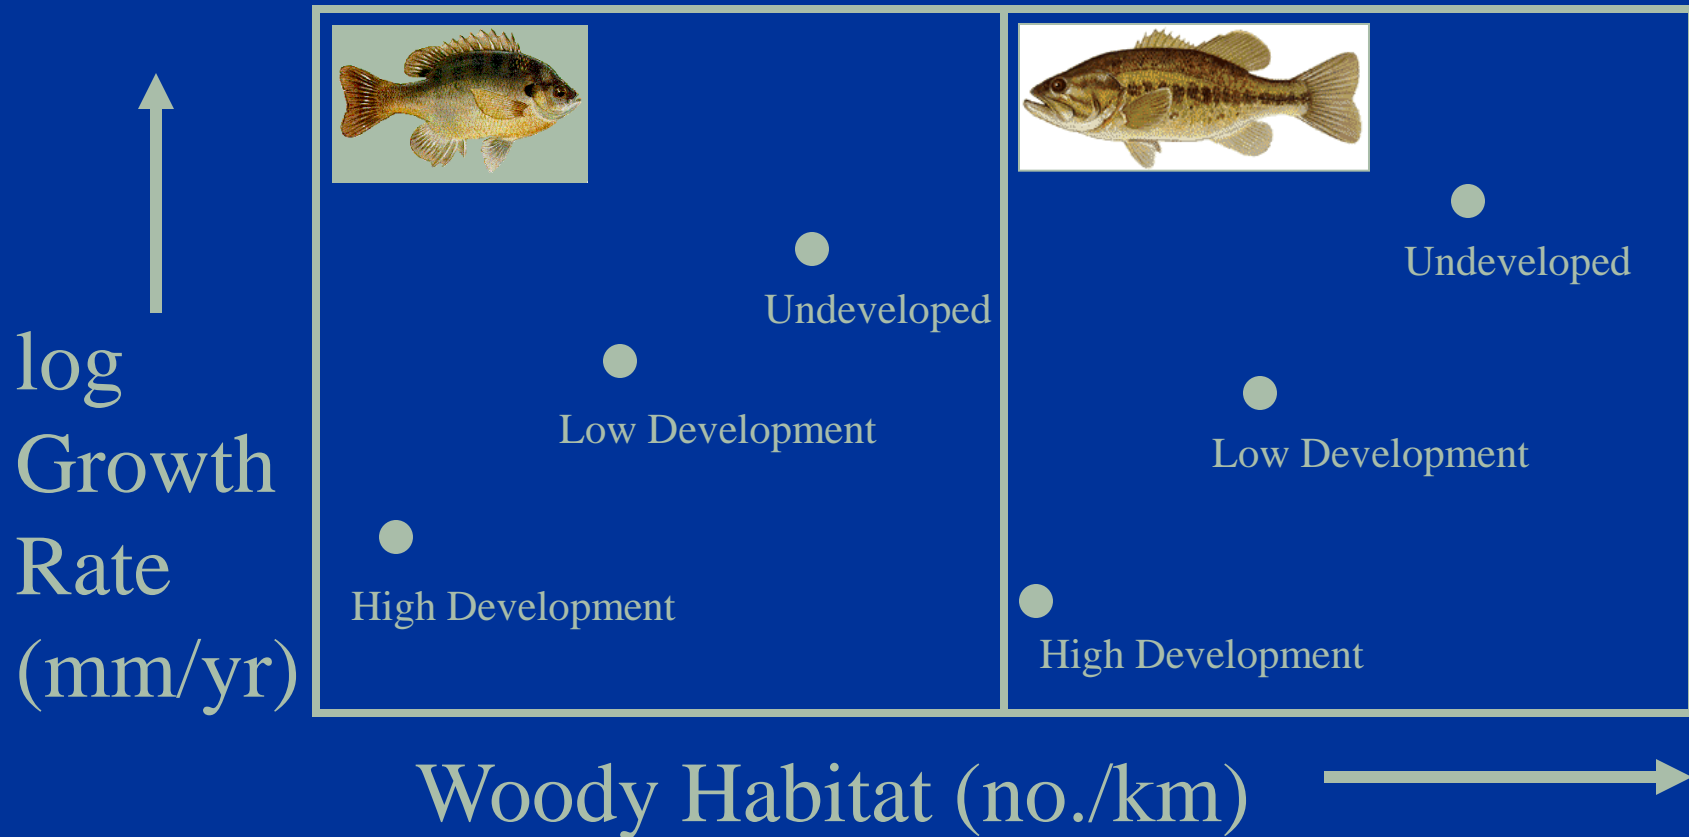 Undeveloped
Low Development
High Development
Undeveloped
Low Development
High Development
log
Growth
Rate
(mm/yr)
Woody Habitat (no./km)